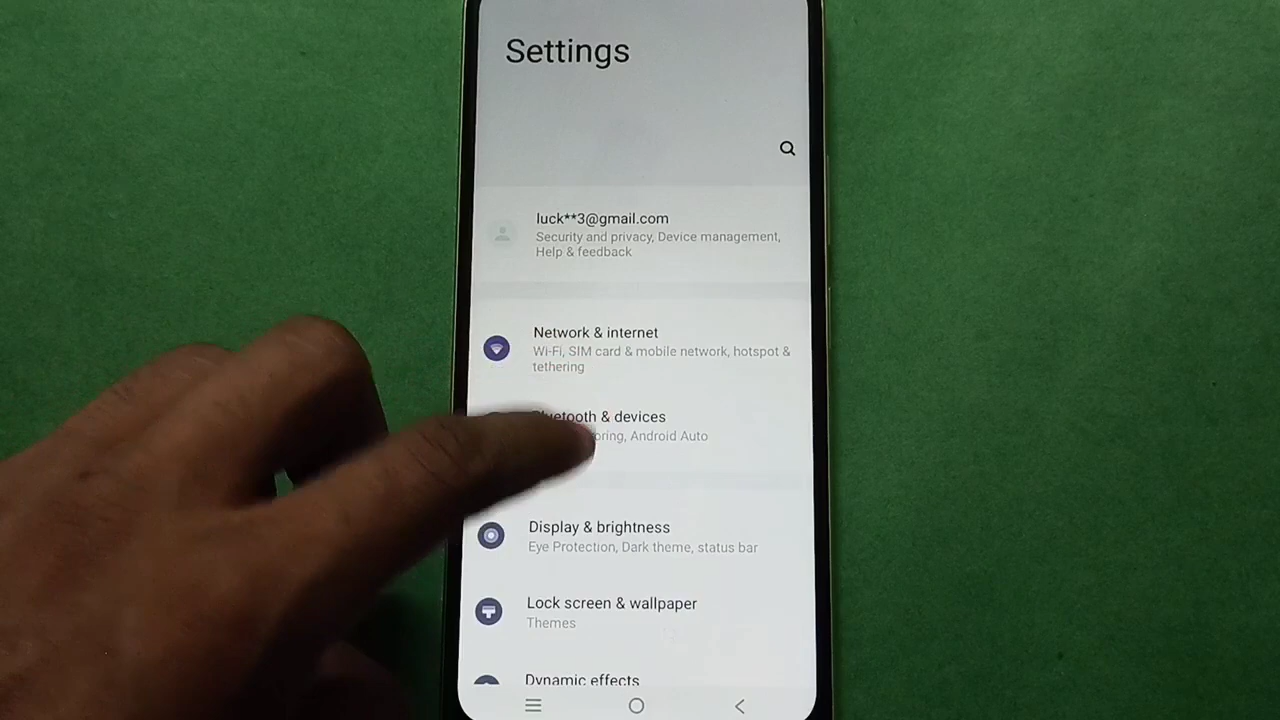 Settings
luck**3@gmail.com
Security and privacy, Device management,
Help & feedback
Network & internet
Wi-Fi, SIM card & mobile network, hotspot &
tethering
& devices
Android Auto
Display & brightness
Eye Protection, Dark theme, status bar
Lock screen & wallpaper
Themes
Dynamic effects